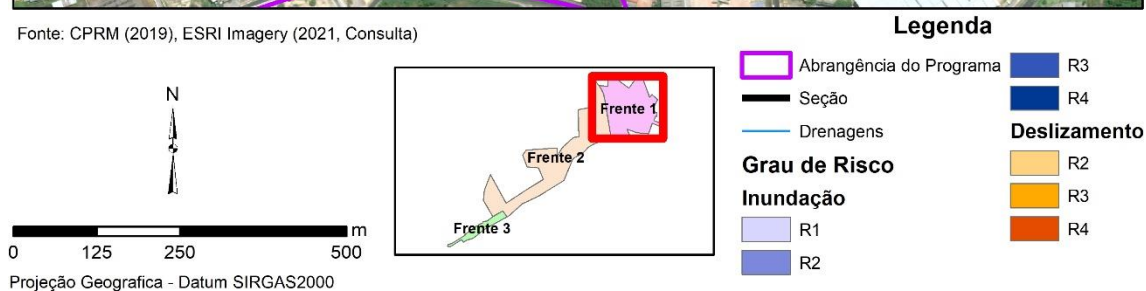 Fonte: CPRM (2019), ESRI Imagery (2021, Consulta)
N
0 125 250 500 m
Projeção Geografica - Datum SIRGAS2000
Frente 1
Frente 2
Frente 3
Legenda
Abrangência do Programa
Seção
Drenagens
Grau de Risco
Inundação
R1
R2
R3
R4
Deslizamento
R2
R3
R4